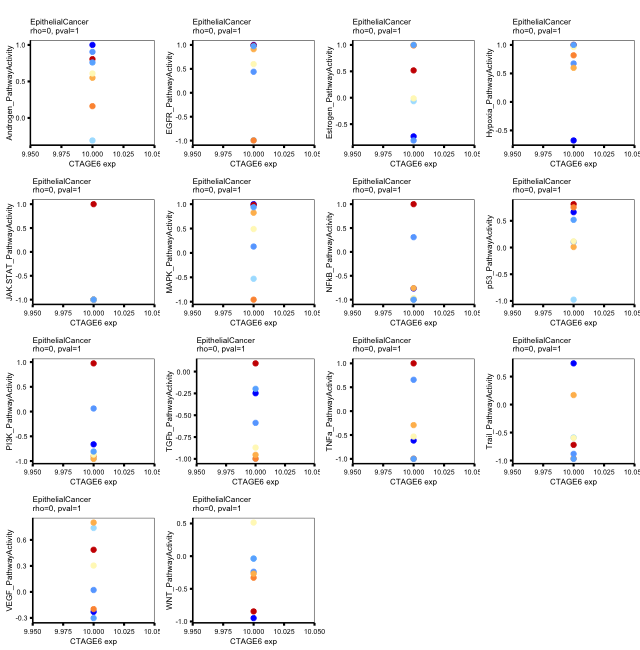 EpithelialCancer
rho=0, pval=1
Androgen_PathwayActivity
1.0
0.5
0.0
9.950 9.975 10.000 10.025 10.05
CTAGE6 exp
EpithelialCancer
rho=0, pval=1
EGFR_PathwayActivity
1.0
0.5
0.0
-0.5
-1.0
9.950 9.975 10.000 10.025 10.05
CTAGE6 exp
EpithelialCancer
rho=0, pval=1
Estrogen_PathwayActivity
1.0
0.5
0.0
-0.5
9.950 9.975 10.000 10.025 10.05
CTAGE6 exp
EpithelialCancer
rho=0, pval=1
Hypoxia_PathwayActivity
1.0
0.5
0.0
-0.5
9.950 9.975 10.000 10.025 10.05
CTAGE6 exp
EpithelialCancer
rho=0, pval=1
JAK.STAT_PathwayActivity
1.0
0.5
0.0
-0.5
-1.0
9.950 9.975 10.000 10.025 10.05
CTAGE6 exp
EpithelialCancer
rho=0, pval=1
MAPK_PathwayActivity
1.0
0.5
0.0
-0.5
-1.0
9.950 9.975 10.000 10.025 10.05
CTAGE6 exp
EpithelialCancer
rho=0, pval=1
NFkB_PathwayActivity
1.0
0.5
0.0
-0.5
-1.0
9.950 9.975 10.000 10.025 10.05
CTAGE6 exp
EpithelialCancer
rho=0, pval=1
p53_PathwayActivity
0.5
0.0
-0.5
-1.0
9.950 9.975 10.000 10.025 10.05
CTAGE6 exp
EpithelialCancer
rho=0, pval=1
PI3K_PathwayActivity
1.0
0.5
0.0
-0.5
-1.0
9.950 9.975 10.000 10.025 10.05
CTAGE6 exp
EpithelialCancer
rho=0, pval=1
TGFb_PathwayActivity
0.00
-0.25
-0.50
-0.75
-1.00
9.950 9.975 10.000 10.025 10.05
CTAGE6 exp
EpithelialCancer
rho=0, pval=1
TNFa_PathwayActivity
1.0
0.5
0.0
-0.5
-1.0
9.950 9.975 10.000 10.025 10.05
CTAGE6 exp
EpithelialCancer
rho=0, pval=1
Trail_PathwayActivity
0.5
0.0
-0.5
-1.0
9.950 9.975 10.000 10.025 10.05
CTAGE6 exp
EpithelialCancer
rho=0, pval=1
VEGF_PathwayActivity
0.6
0.3
0.0
-0.3
9.950 9.975 10.000 10.025 10.05
CTAGE6 exp
EpithelialCancer
rho=0, pval=1
WNT_PathwayActivity
0.5
0.0
-0.5
-1.0
9.950 9.975 10.000 10.025 10.050
CTAGE6 exp